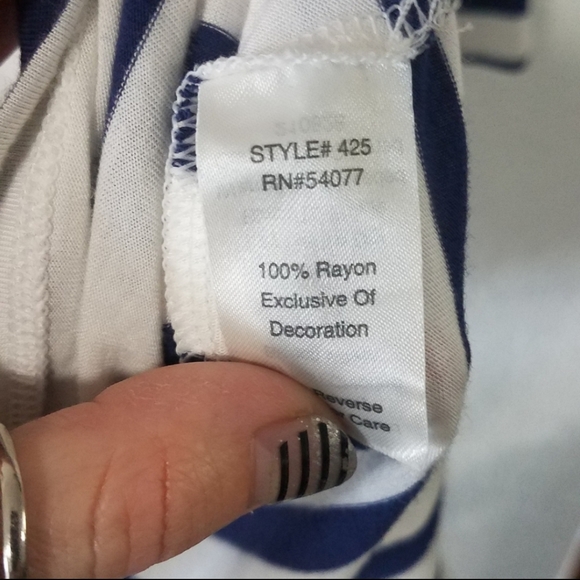 STYLE# 425
RN#54077
100% Rayon
Exclusive Of
Decoration
Reverse
Care